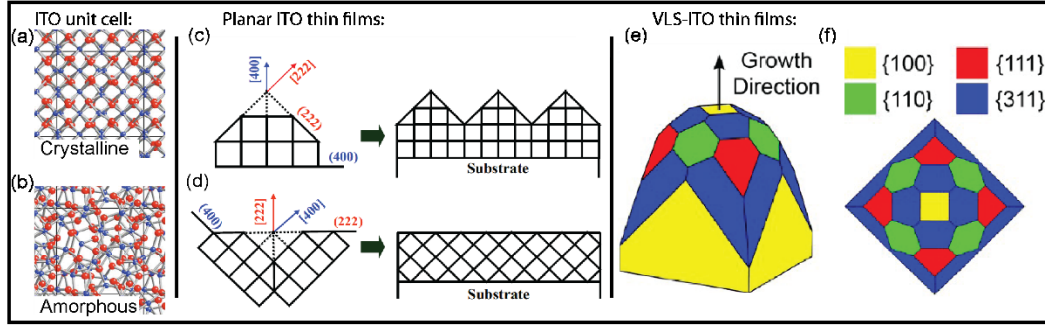 ITO unit cell:
Planar ITO thin films:
VLS-ITO thin films:
(a)
Crystalline
(b)
Amorphous
(c)
[400]
[222]
(222)
(400)
Substrate
(d)
(400)
[222]
[400]
(222)
Substrate
(e)
Growth
Direction
(f)
{100}
{111}
{110}
{311}